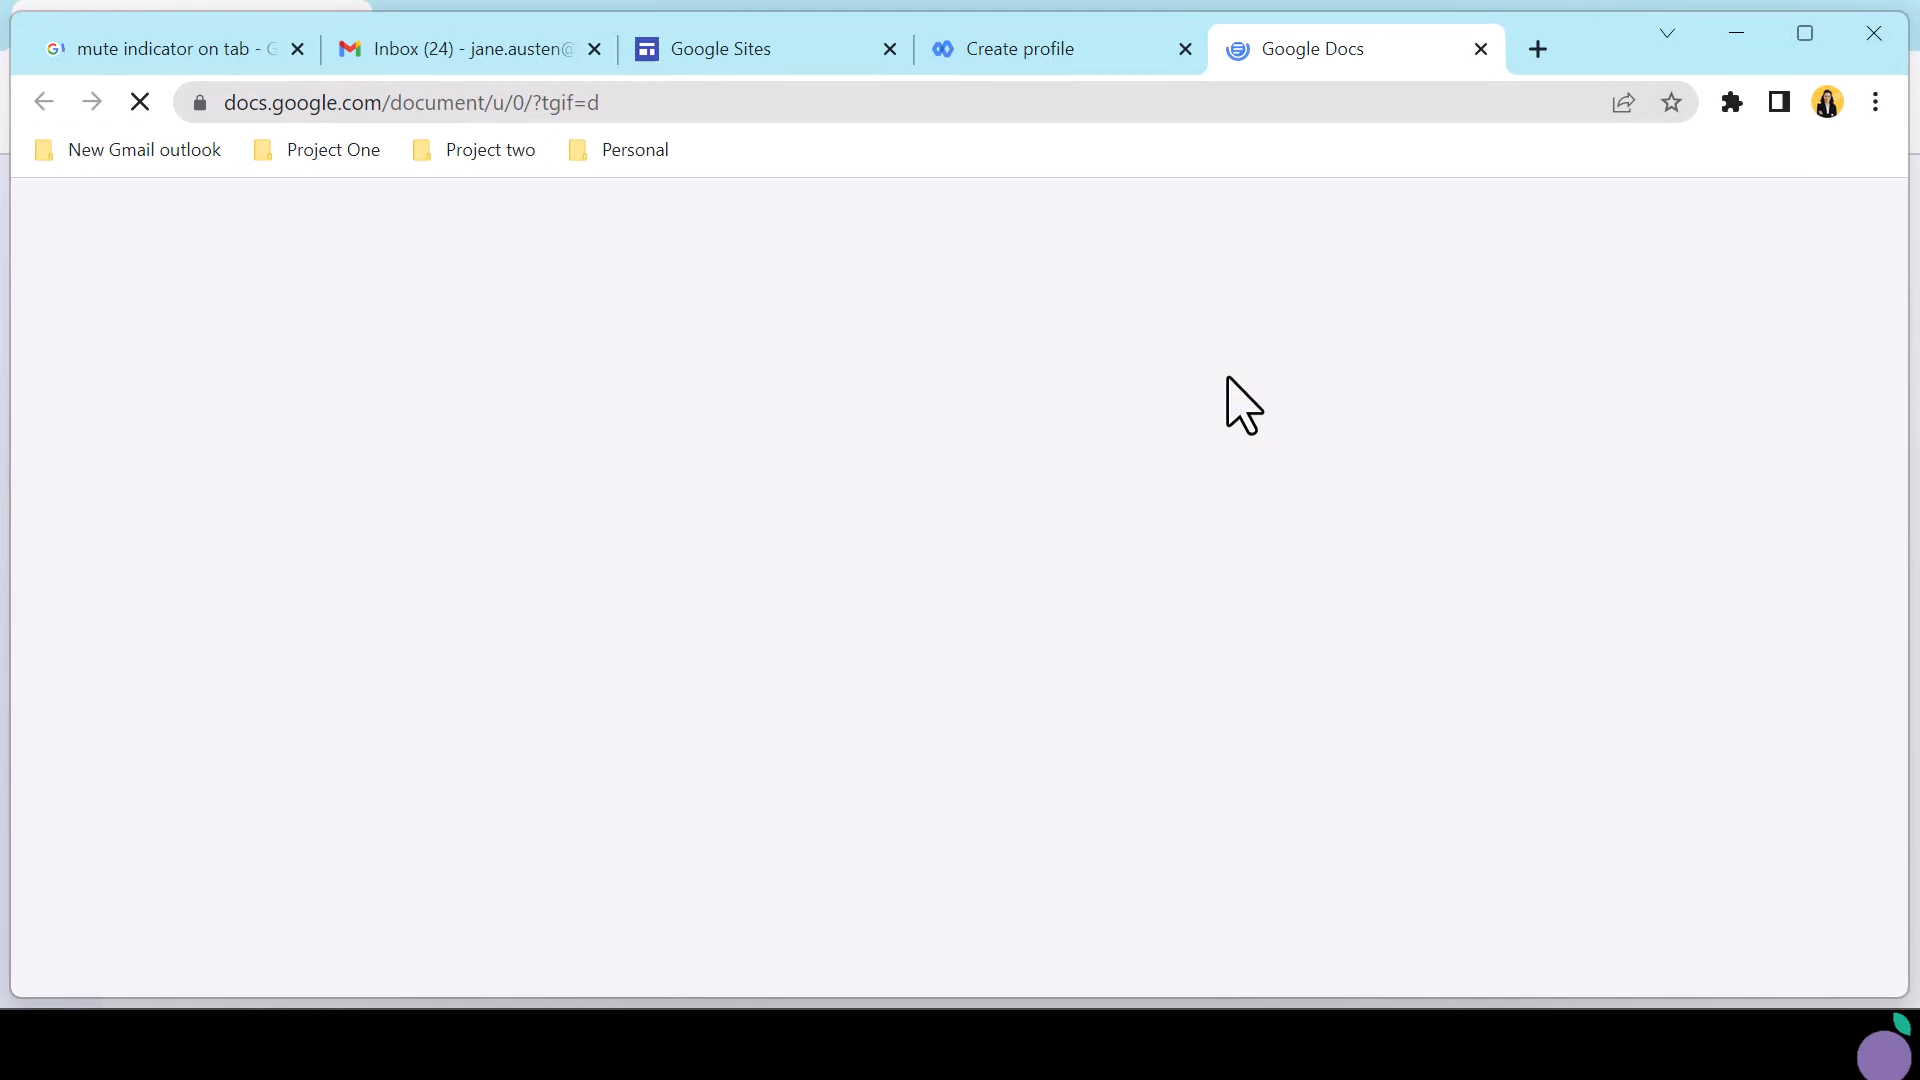 mute indicator on tab - G
Inbox (24) - jane.austen@
Google Sites
Create profile
Google Docs
docs.google.com/document/u/0/?tgif=d
New Gmail outlook
Project One
Project two
Personal